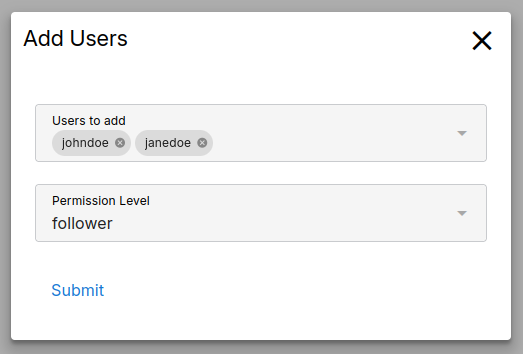 Add Users
Users to add
johndoe janedoe
Permission Level
follower
Submit